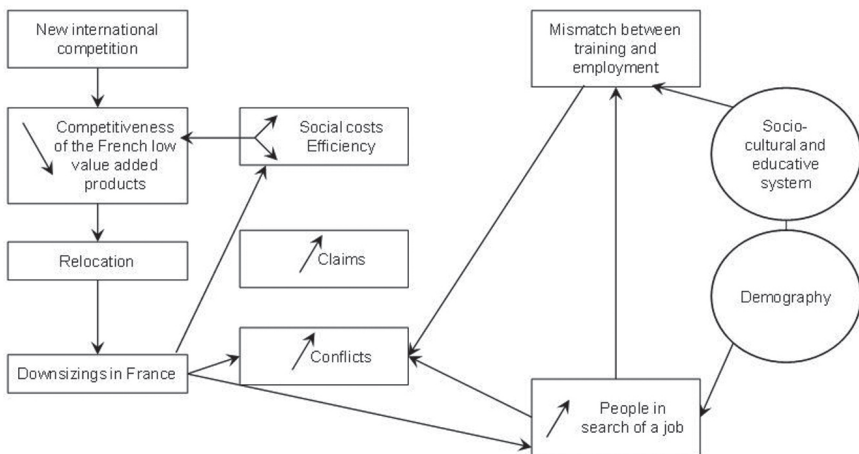 New international
competition
Competitiveness
of the French low
value added
products
Relocation
Downsizings in France
Social costs
Efficiency
Claims
Conflicts
Mismatch between
training and
employment
Socio-
cultural and
educative
system
Demography
People in
search of a job